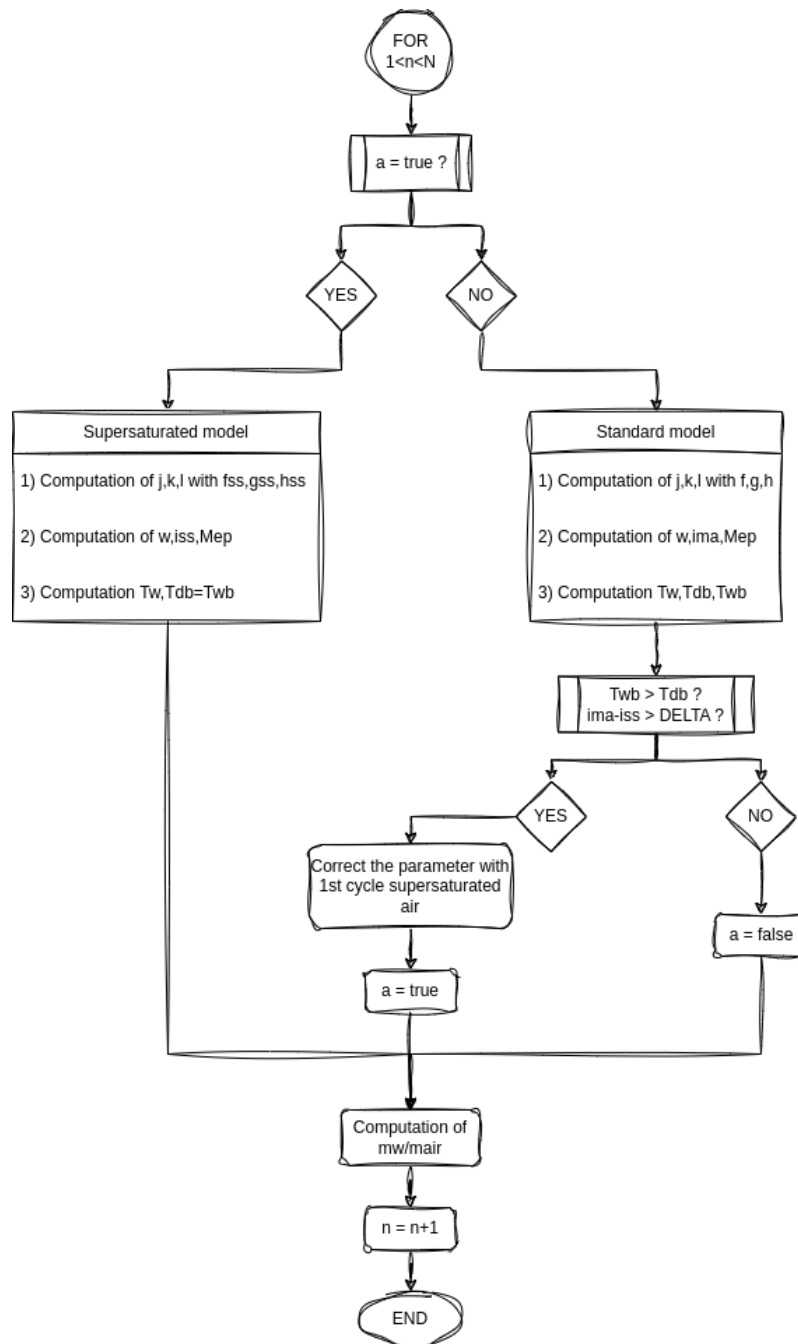 FOR
1<n<N
a = true ?
YES
NO
Supersaturated model
1) Computation of j,k,l with fss,gss,hss
2) Computation of w,iss,Mep
3) Computation Tw,Tdb=Twb
Standard model
1) Computation of j,k,l with f,g,h
2) Computation of w,ima,Mep
3) Computation Tw,Tdb,Twb
Twb > Tdb ?
ima-iss > DELTA ?
YES
NO
Correct the parameter with
1st cycle supersaturated
air
a = false
a = true
Computation of
mw/mair
n = n+1
END